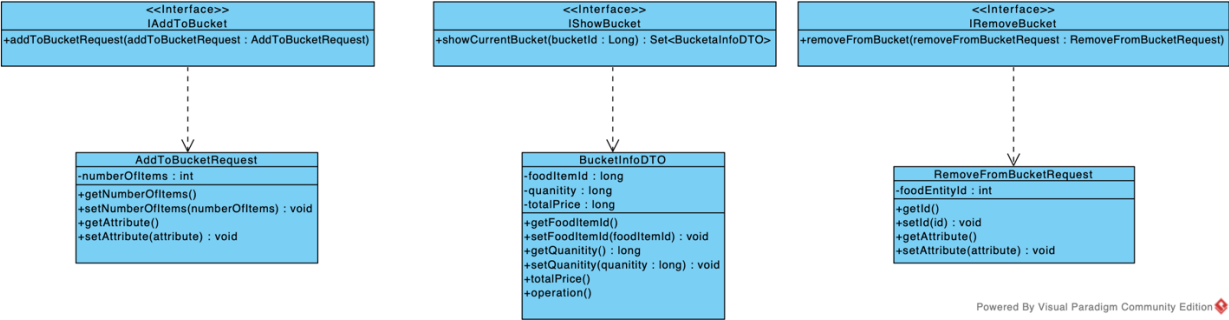 <<Interface>>
IAddToBucket
+addToBucketRequest(addToBucketRequest : AddToBucketRequest)
AddToBucketRequest
-numberOfItems : int
+getNumberOfItems()
+setNumberOfItems(numberOfItems) : void
+getAttribute()
+setAttribute(attribute) : void
<<Interface>>
IShowBucket
+showCurrentBucket(bucketId : Long) : Set<BucketaInfoDTO>
BucketInfoDTO
-foodItemId : long
-quanitity : long
-totalPrice : long
+getFoodItemId()
+setFoodItemId(foodItemId) : void
+getQuanitity() : long
+setQuanitity(quanitity : long) : void
+totalPrice()
+operation()
<<Interface>>
IRemoveBucket
+removeFromBucket(removeFromBucketRequest : RemoveFromBucketRequest)
RemoveFromBucketRequest
-foodEntityId : int
+getId()
+setId(id) : void
+getAttribute()
+setAttribute(attribute) : void
Powered By Visual Paradigm Community Edition